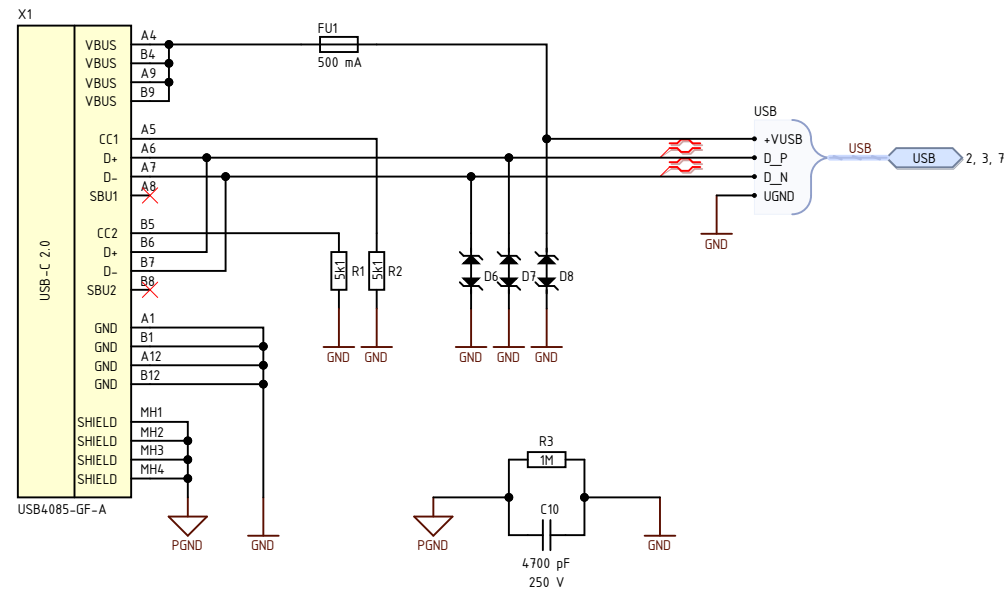 X1
USB-C 2.0
VBUS A4
VBUS B4
VBUS A9
VBUS B9
CC1 A5
D+ A6
D- A7
SBU1 A8
CC2 B5
D+ B6
D- B7
SBU2 B8
GND A1
GND B1
GND A12
GND B12
SHIELD MH1
SHIELD MH2
SHIELD MH3
SHIELD MH4
USB4085-GF-A
PGND
GND
FU1
500 mA
5k1 R1
5k1 R2
GND
GND
D6
D7
D8
GND
GND
GND
USB
+VUSB
D_P
D_N
UGND
GND
USB
USB
2, 3, 7
R3
1M
C10
4700 pF
250 V
PGND
GND